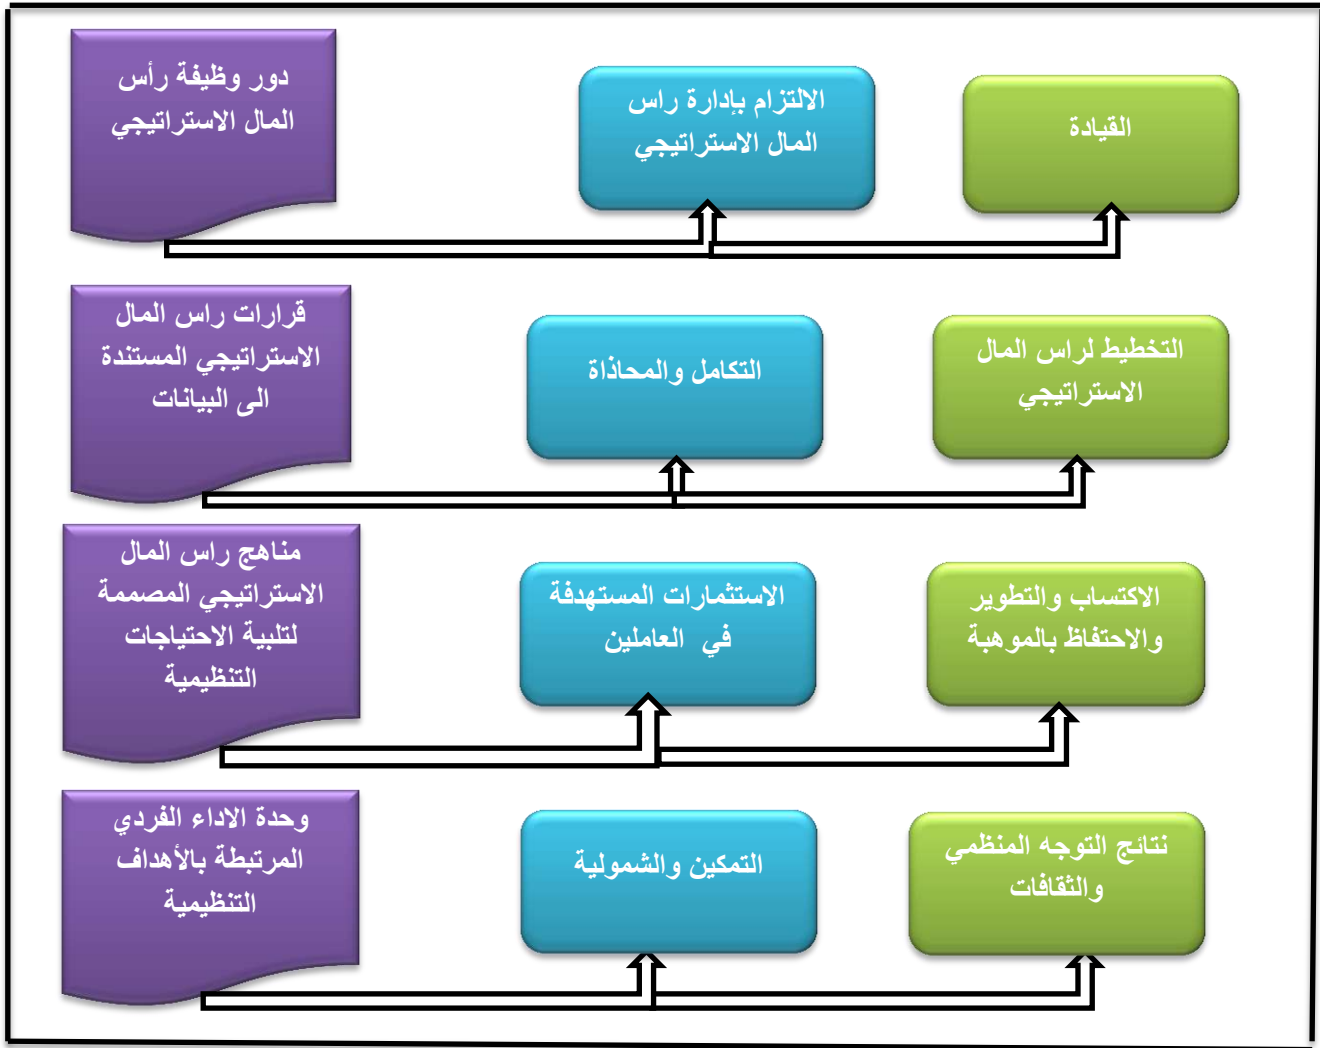 القيادة
الالتزام بإدارة راس
المال الاستراتيجي
دور وظيفة رأس
المال الاستراتيجي
التخطيط لراس المال
الاستراتيجي
التكامل والمحاذاة
قرارات راس المال
الاستراتيجي المستندة
الى البيانات
الاكتساب والتطوير
والاحتفاظ بالموهبة
الاستثمارات المستهدفة
في العاملين
مناهج راس المال
الاستراتيجي المصممة
لتلبية الاحتياجات
التنظيمية
نتائج التوجه المنظمي
والثقافات
التمكين والشمولية
وحدة الاداء الفردي
المرتبطة بالأهداف
التنظيمية